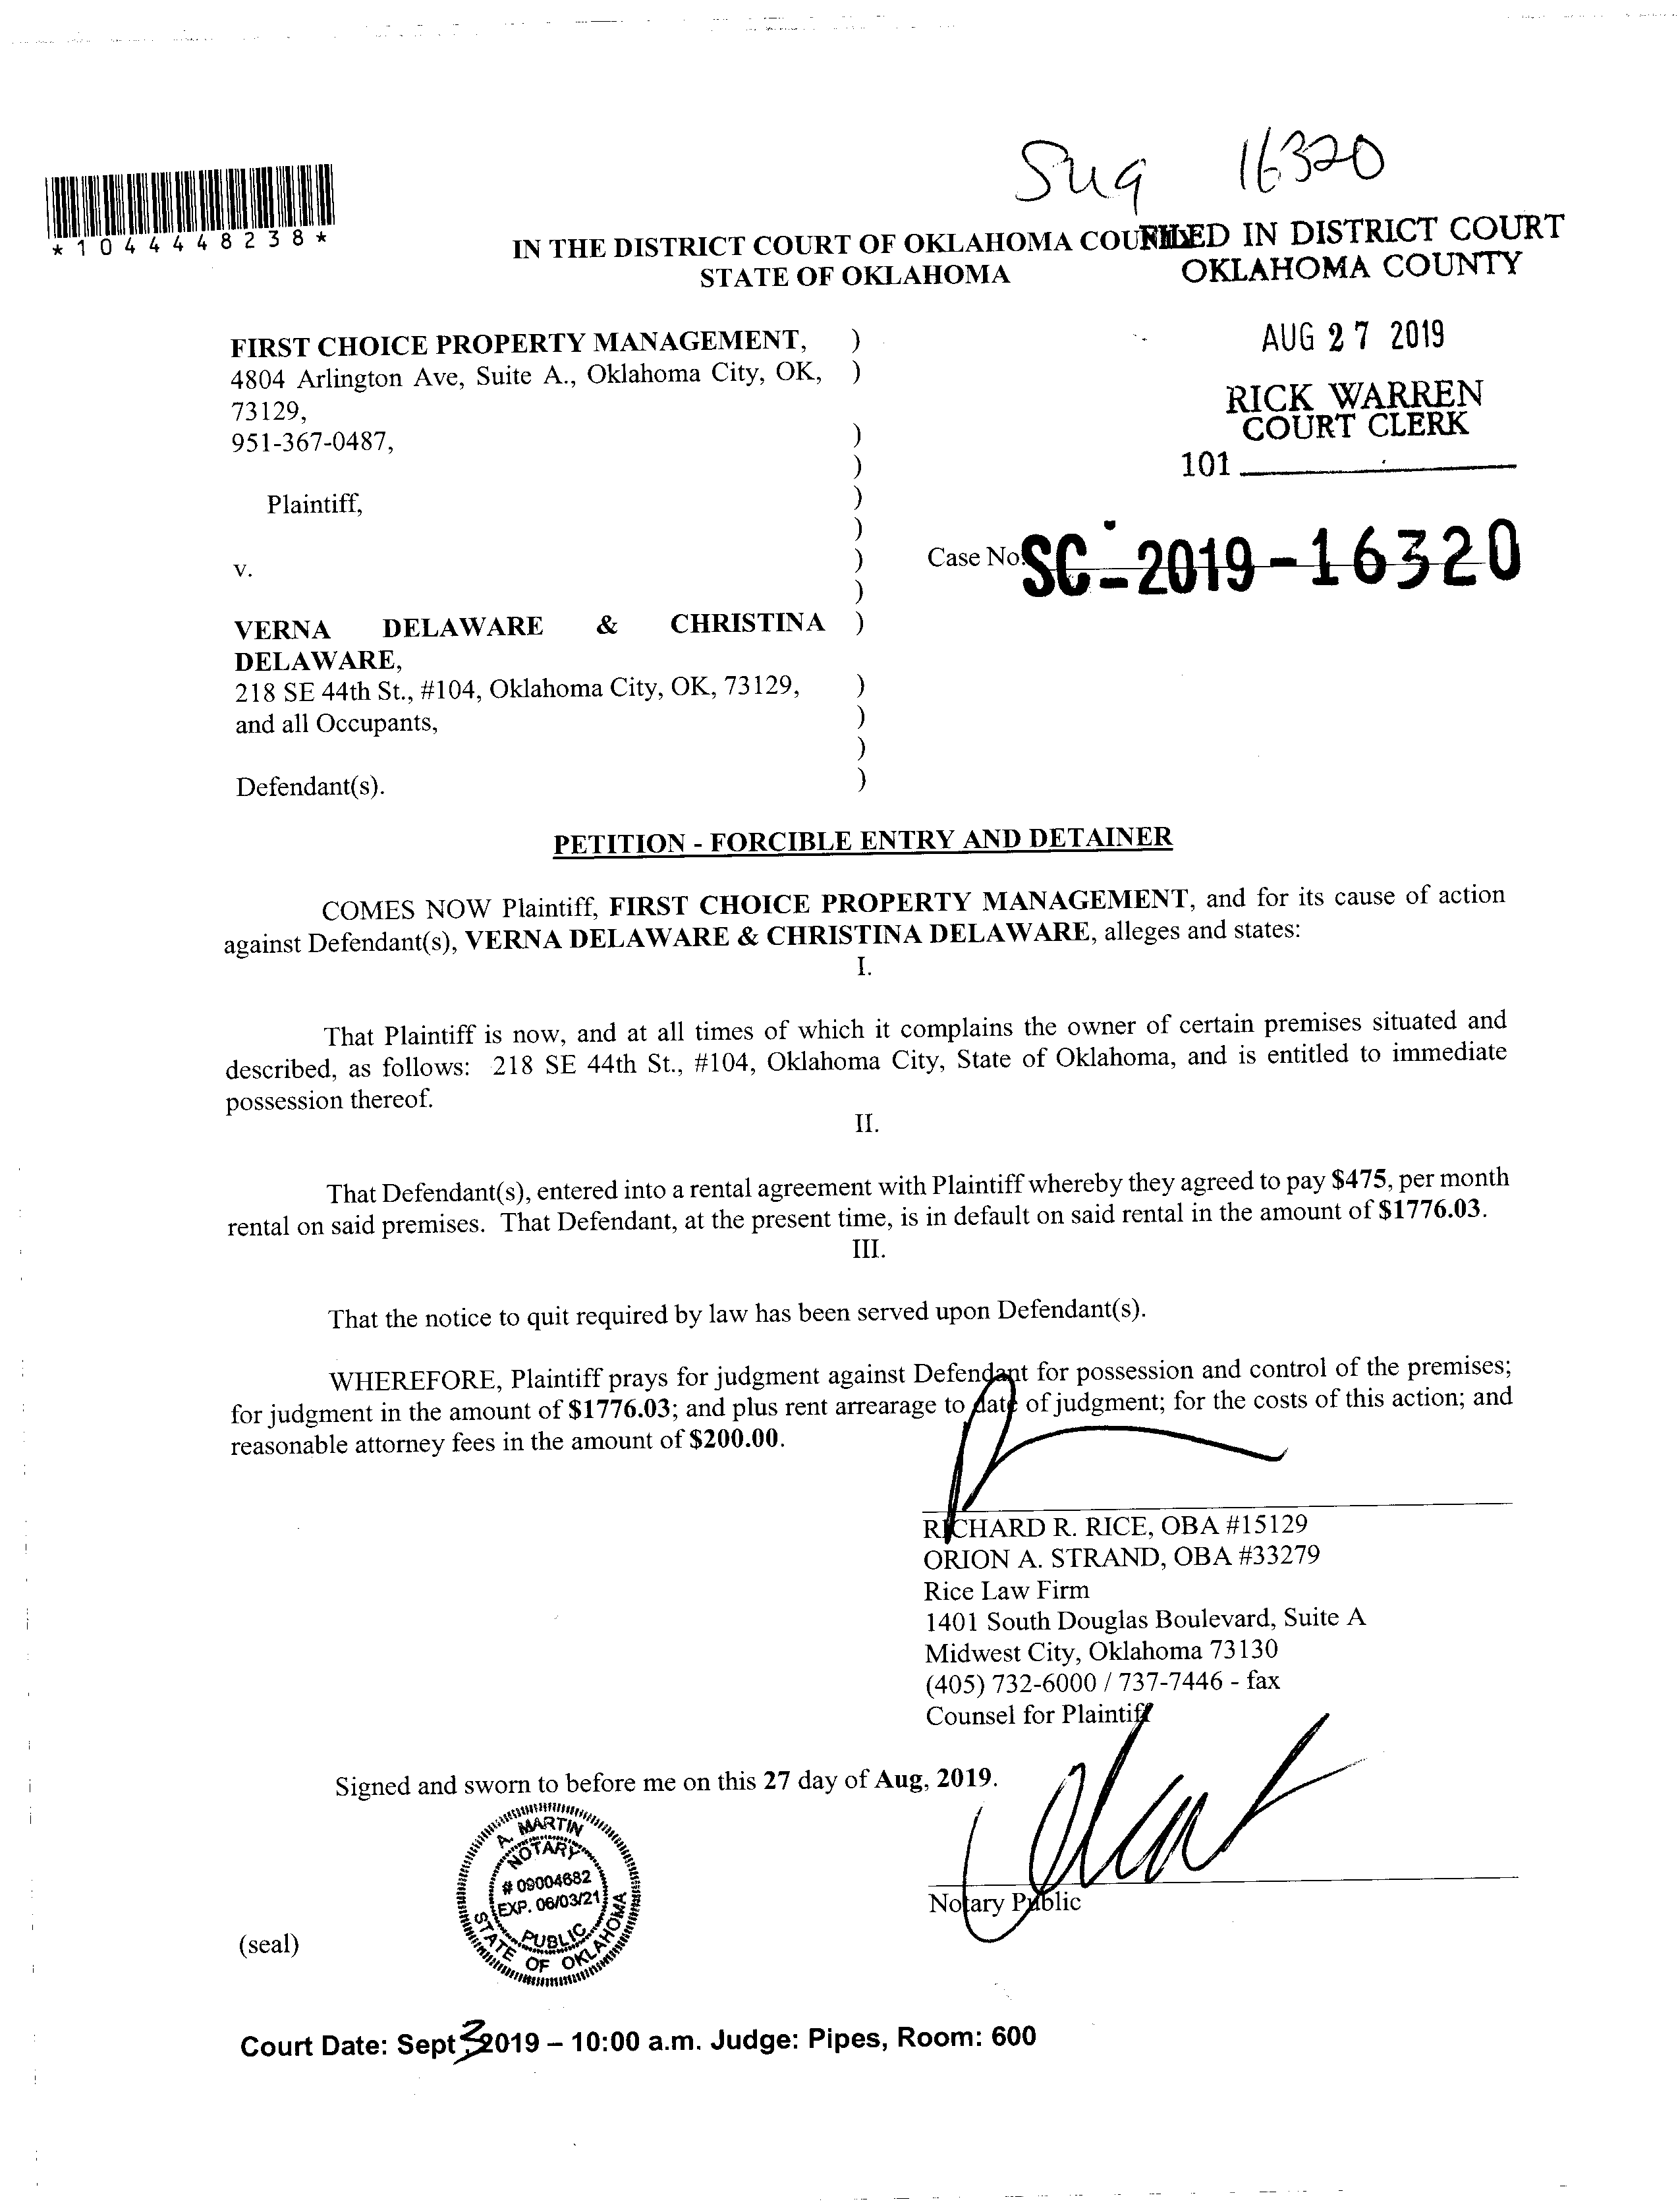 16320
*1044448238*
IN THE DISTRICT COURT OF OKLAHOMA COUNTY
STATE OF OKLAHOMA
FILED IN DISTRICT COURT
OKLAHOMA COUNTY
AUG 27 2019
RICK WARREN
COURT CLERK
101
FIRST CHOICE PROPERTY MANAGEMENT, )
4804 Arlington Ave, Suite A., Oklahoma City, OK, )
73129,
951-367-0487, )
)
Plaintiff, )
)
v. )
)
Case No. SC-2019-16320
VERNA DELAWARE & CHRISTINA )
DELAWARE,
218 SE 44th St., #104, Oklahoma City, OK, 73129, )
and all Occupants, )
)
Defendant(s). )
PETITION - FORCIBLE ENTRY AND DETAINER
COMES NOW Plaintiff, FIRST CHOICE PROPERTY MANAGEMENT, and for its cause of action
against Defendant(s), VERNA DELAWARE & CHRISTINA DELAWARE, alleges and states:
I.
That Plaintiff is now, and at all times of which it complains the owner of certain premises situated and
described, as follows: 218 SE 44th St., #104, Oklahoma City, State of Oklahoma, and is entitled to immediate
possession thereof.
II.
That Defendant(s), entered into a rental agreement with Plaintiff whereby they agreed to pay $475, per month
rental on said premises. That Defendant, at the present time, is in default on said rental in the amount of $1776.03.
III.
That the notice to quit required by law has been served upon Defendant(s).
WHEREFORE, Plaintiff prays for judgment against Defendant for possession and control of the premises;
for judgment in the amount of $1776.03; and plus rent arrearage to date of judgment; for the costs of this action; and
reasonable attorney fees in the amount of $200.00.
RICHARD R. RICE, OBA #15129
ORION A. STRAND, OBA #33279
Rice Law Firm
1401 South Douglas Boulevard, Suite A
Midwest City, Oklahoma 73130
(405) 732-6000 / 737-7446 - fax
Counsel for Plaintiff
Signed and sworn to before me on this 27 day of Aug, 2019.
A. MARTIN
NOTARY
# 09004682
EXP. 06/03/21
PUBLIC
STATE OF OKLAHOMA
Notary Public
(seal)
Court Date: Sept 3 2019 – 10:00 a.m. Judge: Pipes, Room: 600